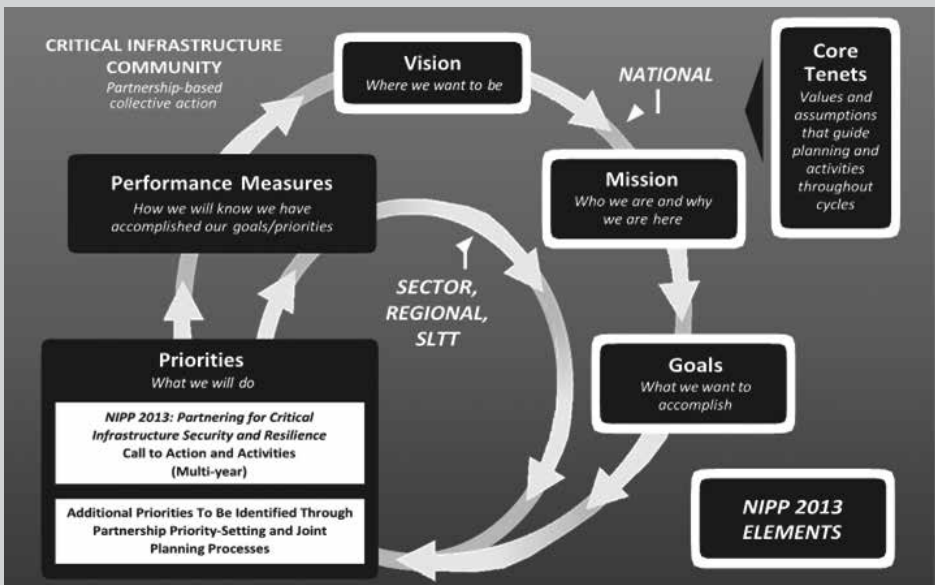 CRITICAL INFRASTRUCTURE
COMMUNITY
Partnership-based
collective action
Vision
Where we want to be
NATIONAL
Core
Tenets
Values and
assumptions
that guide
planning and
activities
throughout
cycles
Performance Measures
How we will know we have
accomplished our goals/priorities
Mission
Who we are and why
we are here
SECTOR,
REGIONAL,
SLTT
Priorities
What we will do
NIPP 2013: Partnering for Critical
Infrastructure Security and Resilience
Call to Action and Activities
(Multi-year)
Additional Priorities To Be Identified Through
Partnership Priority-Setting and Joint
Planning Processes
Goals
What we want to
accomplish
NIPP 2013
ELEMENTS